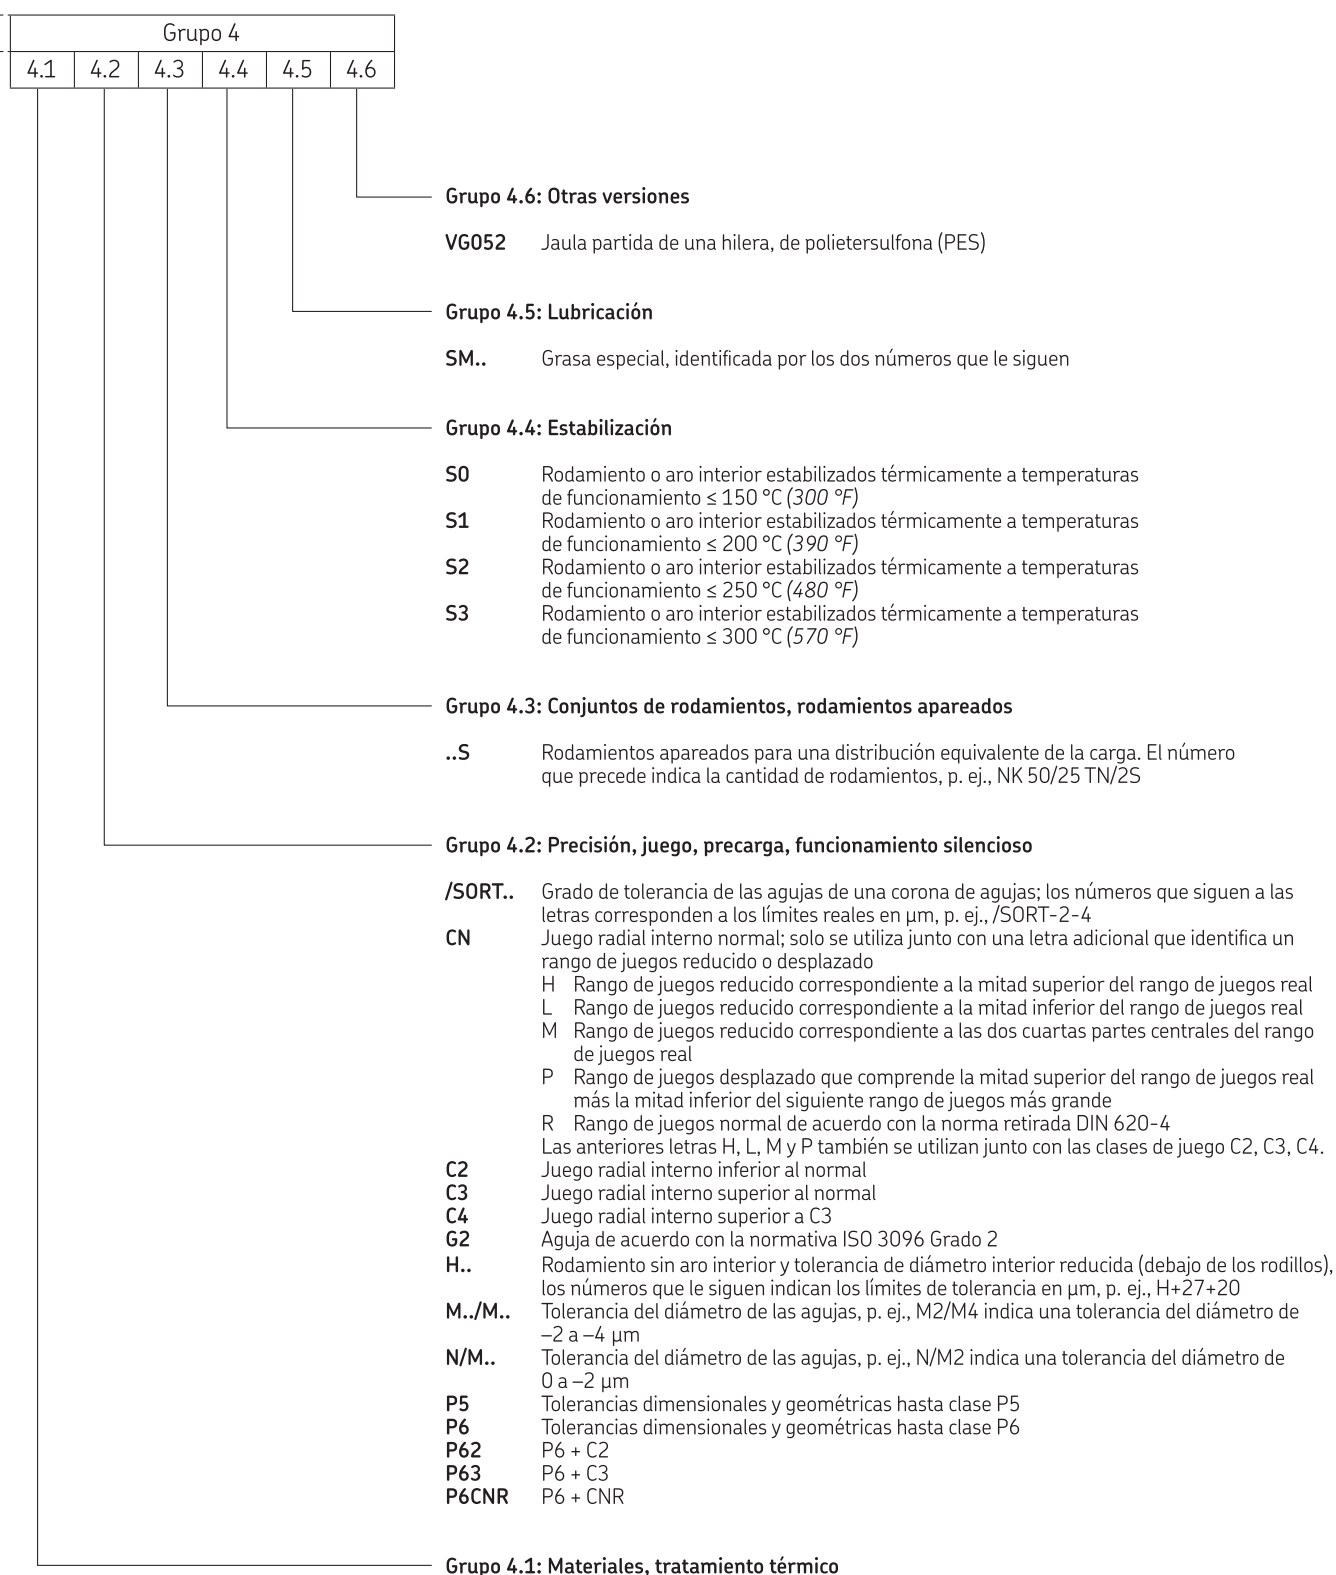 Grupo 4
4.1 4.2 4.3 4.4 4.5 4.6
Grupo 4.6: Otras versiones
VG052 Jaula partida de una hilera, de polietersulfona (PES)
Grupo 4.5: Lubricación
SM.. Grasa especial, identificada por los dos números que le siguen
Grupo 4.4: Estabilización
S0 Rodamiento o aro interior estabilizados térmicamente a temperaturas
de funcionamiento ≤ 150 °C (300 °F)
S1 Rodamiento o aro interior estabilizados térmicamente a temperaturas
de funcionamiento ≤ 200 °C (390 °F)
S2 Rodamiento o aro interior estabilizados térmicamente a temperaturas
de funcionamiento ≤ 250 °C (480 °F)
S3 Rodamiento o aro interior estabilizados térmicamente a temperaturas
de funcionamiento ≤ 300 °C (570 °F)
Grupo 4.3: Conjuntos de rodamientos, rodamientos apareados
..S Rodamientos apareados para una distribución equivalente de la carga. El número
que precede indica la cantidad de rodamientos, p. ej., NK 50/25 TN/2S
Grupo 4.2: Precisión, juego, precarga, funcionamiento silencioso
/SORT.. Grado de tolerancia de las agujas de una corona de agujas; los números que siguen a las
letras corresponden a los límites reales en µm, p. ej., /SORT-2-4
CN Juego radial interno normal; solo se utiliza junto con una letra adicional que identifica un
rango de juegos reducido o desplazado
H Rango de juegos reducido correspondiente a la mitad superior del rango de juegos real
L Rango de juegos reducido correspondiente a la mitad inferior del rango de juegos real
M Rango de juegos reducido correspondiente a las dos cuartas partes centrales del rango
de juegos real
P Rango de juegos desplazado que comprende la mitad superior del rango de juegos real
más la mitad inferior del siguiente rango de juegos más grande
R Rango de juegos normal de acuerdo con la norma retirada DIN 620-4
Las anteriores letras H, L, M y P también se utilizan junto con las clases de juego C2, C3, C4.
C2 Juego radial interno inferior al normal
C3 Juego radial interno superior al normal
C4 Juego radial interno superior a C3
G2 Aguja de acuerdo con la normativa ISO 3096 Grado 2
H.. Rodamiento sin aro interior y tolerancia de diámetro interior reducida (debajo de los rodillos),
los números que le siguen indican los límites de tolerancia en µm, p. ej., H+27+20
M../M.. Tolerancia del diámetro de las agujas, p. ej., M2/M4 indica una tolerancia del diámetro de
–2 a –4 µm
N/M.. Tolerancia del diámetro de las agujas, p. ej., N/M2 indica una tolerancia del diámetro de
0 a –2 µm
P5 Tolerancias dimensionales y geométricas hasta clase P5
P6 Tolerancias dimensionales y geométricas hasta clase P6
P62 P6 + C2
P63 P6 + C3
P6CNR P6 + CNR
Grupo 4.1: Materiales, tratamiento térmico